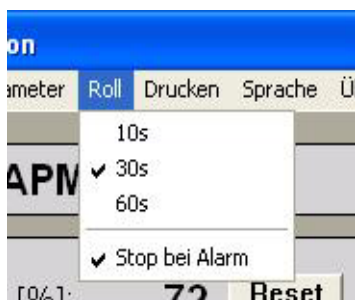 on
ameter Roll Drucken Sprache Ü
10s
APM
30s
60s
Stop bei Alarm
[%]: 72 Reset